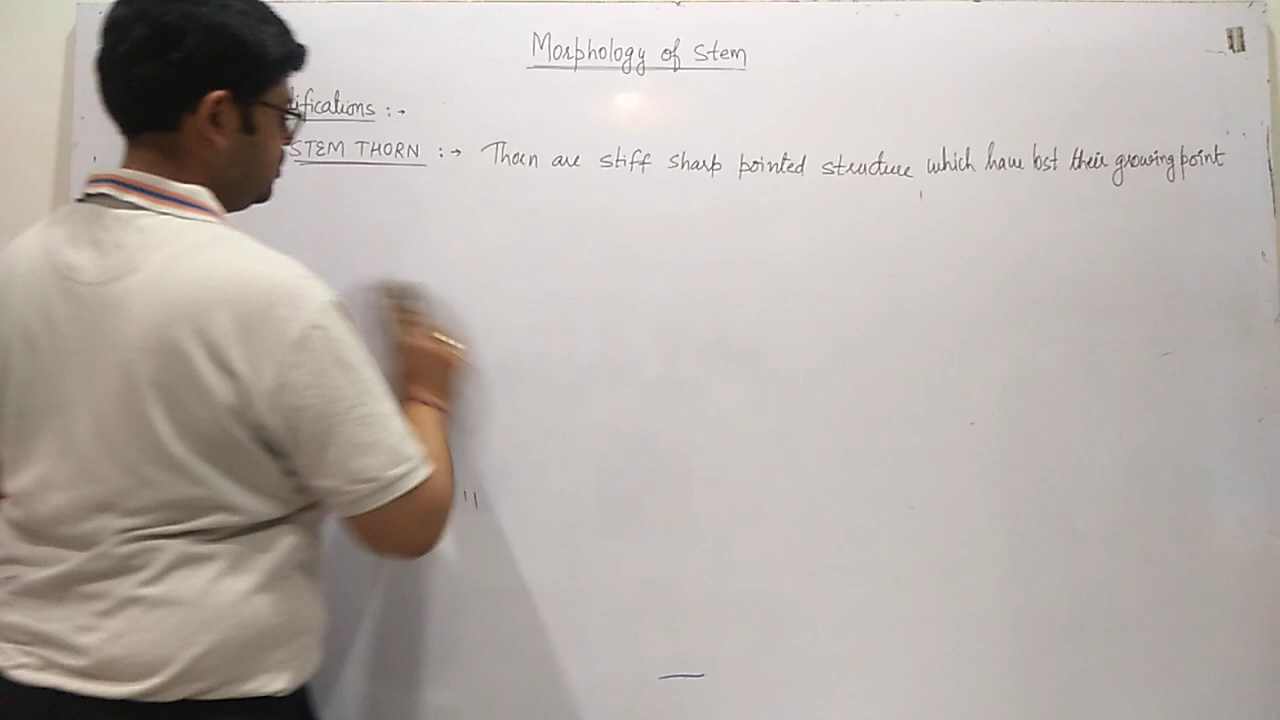 Morphology of Stem
ifications :-
STEM THORN :→ Thorn are stiff sharp pointed structure which have lost their growing point